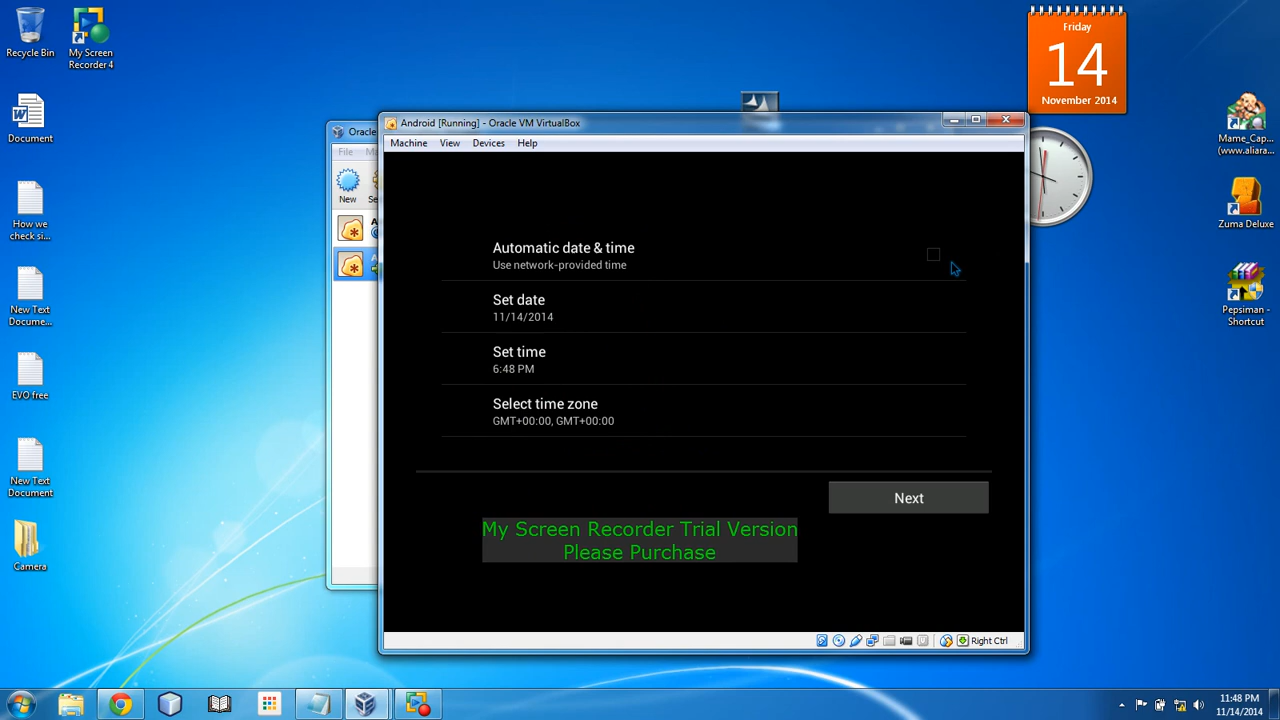 Recycle Bin
My Screen
Recorder 4
Document
How we
check si...
New Text
Docume...
EVO free
New Text
Document
Camera
Friday
14
November 2014
Mame_Cap...
(www.aliara...
Zuma Deluxe
Pepsiman -
Shortcut
Oracle
File
New
Android [Running] - Oracle VM VirtualBox
Machine View Devices Help
Automatic date & time
Use network-provided time
Set date
11/14/2014
Set time
6:48 PM
Select time zone
GMT+00:00, GMT+00:00
Next
My Screen Recorder Trial Version
Please Purchase
Right Ctrl
11:48 PM
11/14/2014